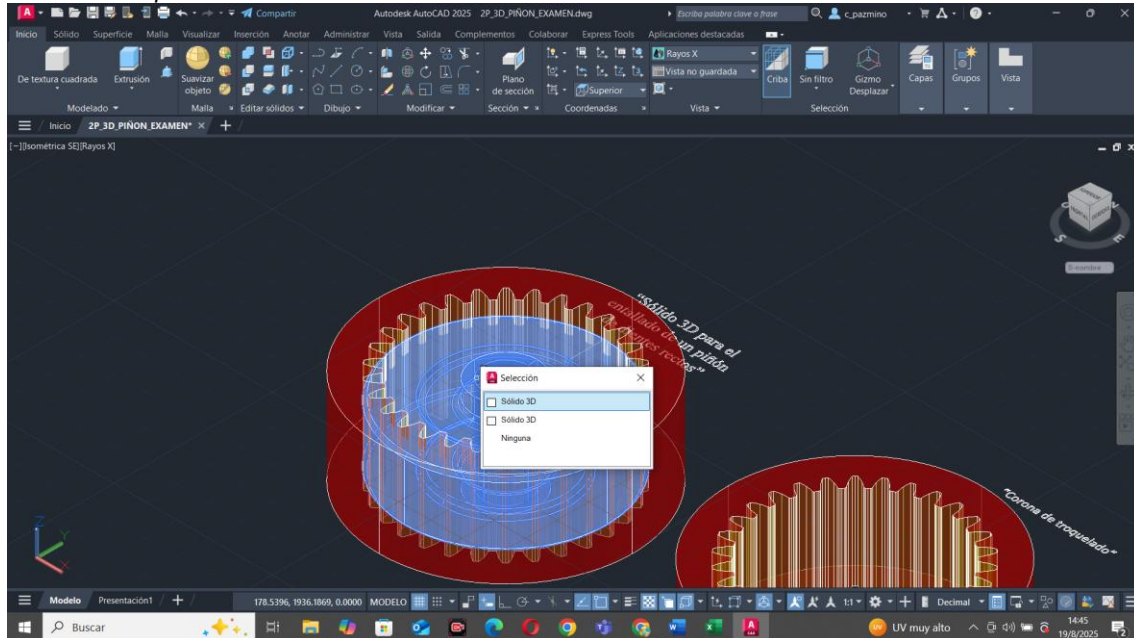 Compartir
Autodesk AutoCAD 2025 2P_3D_PIÑON_EXAMEN.dwg
Escriba palabra clave o frase
c_pazmino
Inicio Sólido Superficie Malla Visualizar Inserción Anotar Administrar Vista Salida Complementos Colaborar Express Tools Aplicaciones destacadas
De textura cuadrada
Extrusión
Suavizar objeto
Plano de sección
Superior
Rayos X
Vista no guardada
Criba
Sin filtro
Gizmo Desplazar
Capas
Grupos
Vista
Modelado Malla Editar sólidos Dibujo Modificar Sección Coordenadas Vista Selección
Inicio 2P_3D_PIÑON_EXAMEN*
[−][Isométrica SE][Rayos X]
SUPERIOR
S
E
"Sólido 3D para el
entallado de un piñón
de dientes rectos"
Selección
Sólido 3D
Sólido 3D
Ninguna
"Corona de troquelado"
Z
Y
X
Modelo Presentación1
178.5396, 1936.1869, 0.0000 MODELO
1:1
Decimal
Buscar
UV
UV muy alto
14:45
19/8/2025